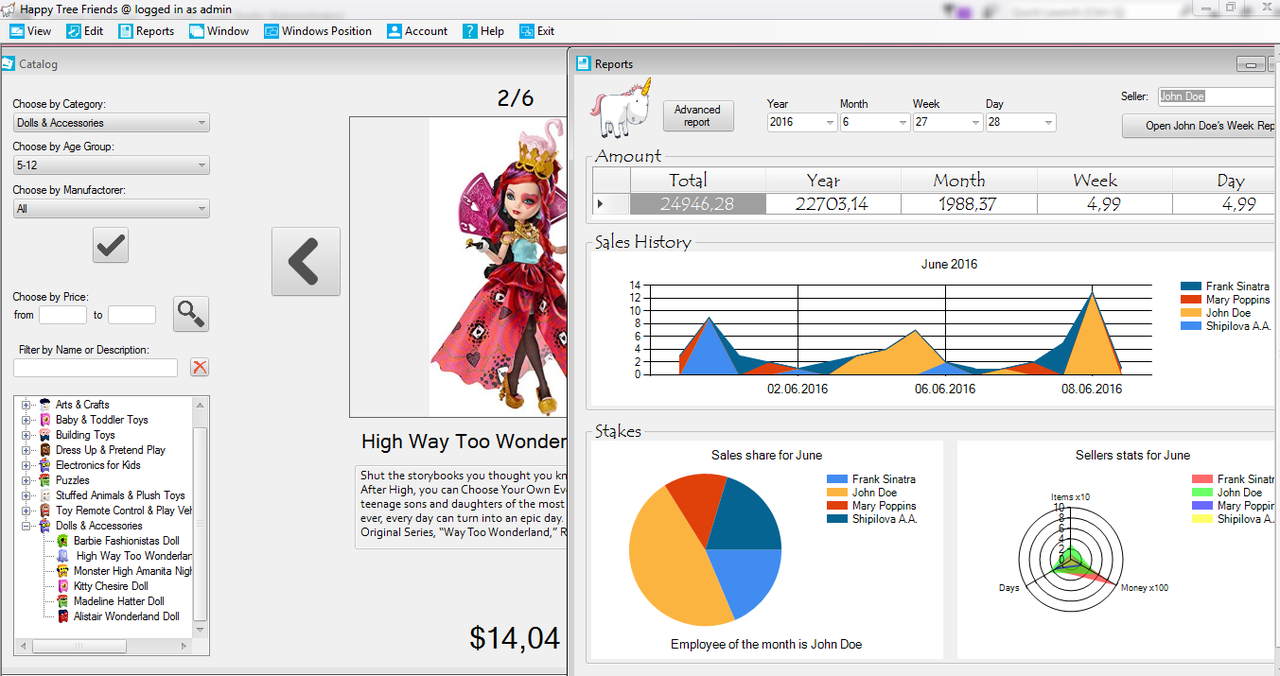 Happy Tree Friends @ logged in as admin
View Edit Reports Window Windows Position Account Help Exit
Catalog
Choose by Category:
Dolls & Accessories
Choose by Age Group:
5-12
Choose by Manufactorer:
All
Choose by Price:
from to
Filter by Name or Description:
Arts & Crafts
Baby & Toddler Toys
Building Toys
Dress Up & Pretend Play
Electronics for Kids
Puzzles
Stuffed Animals & Plush Toys
Toy Remote Control & Play Veh
Dolls & Accessories
Barbie Fashionistas Doll
High Way Too Wonderlan
Monster High Amanita Nigh
Kitty Chesire Doll
Madeline Hatter Doll
Alistair Wonderland Doll
2/6
High Way Too Wonder
Shut the storybooks you thought you kn
After High, you can Choose Your Own Eve
teenage sons and daughters of the most
ever, every day can turn into an epic day.
Original Series, “Way Too Wonderland,” R
$14,04
Reports
Advanced
report
Year Month Week Day
2016 6 27 28
Seller: John Doe
Open John Doe's Week Rep
Amount
Total Year Month Week Day
24946,28 22703,14 1988,37 4,99 4,99
Sales History
June 2016
14
12
10
8
6
4
2
0
02.06.2016 06.06.2016 08.06.2016
Frank Sinatra
Mary Poppins
John Doe
Shipilova A.A.
Stakes
Sales share for June
Frank Sinatra
John Doe
Mary Poppins
Shipilova A.A.
Employee of the month is John Doe
Sellers stats for June
Items x10
10
8
6
4
2
0
Days
Money x100
Frank Sinatr
John Doe
Mary Poppin
Shipilova A.